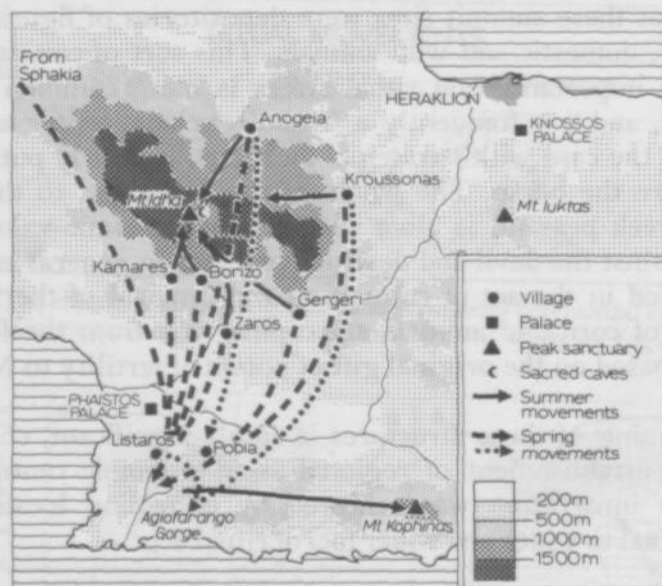 From
Sphakia
HERAKLION
KNOSSOS
PALACE
Anogeia
Kroussonas
Mt.Idha
Mt Iuktas
Kamares
Borizo
Gergeri
Zaros
PHAISTOS
PALACE
Listaros
Pobia
Agiofarango
Gorge
Mt Kophinas
Village
Palace
Peak sanctuary
Sacred caves
Summer
movements
Spring
movements
200m
500m
1000m
1500m